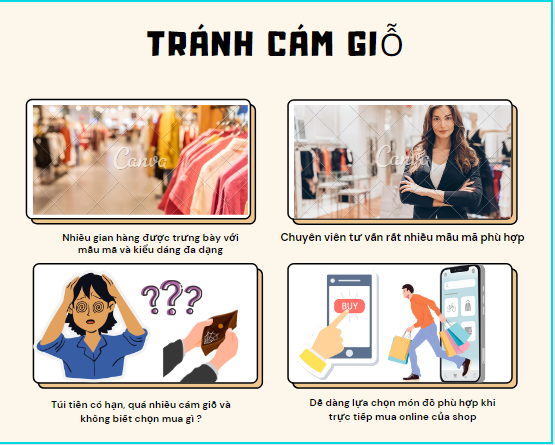 TRÁNH CÁM GIỖ
Canva
Canva
Nhiều gian hàng được trưng bày với
mẫu mã và kiểu dáng đa dạng
Chuyên viên tư vấn rất nhiều mẫu mã phù hợp
???
BUY
Túi tiền có hạn, quá nhiều cám giỗ và
không biết chọn mua gì ?
Dễ dàng lựa chọn món đồ phù hợp khi
trực tiếp mua online của shop